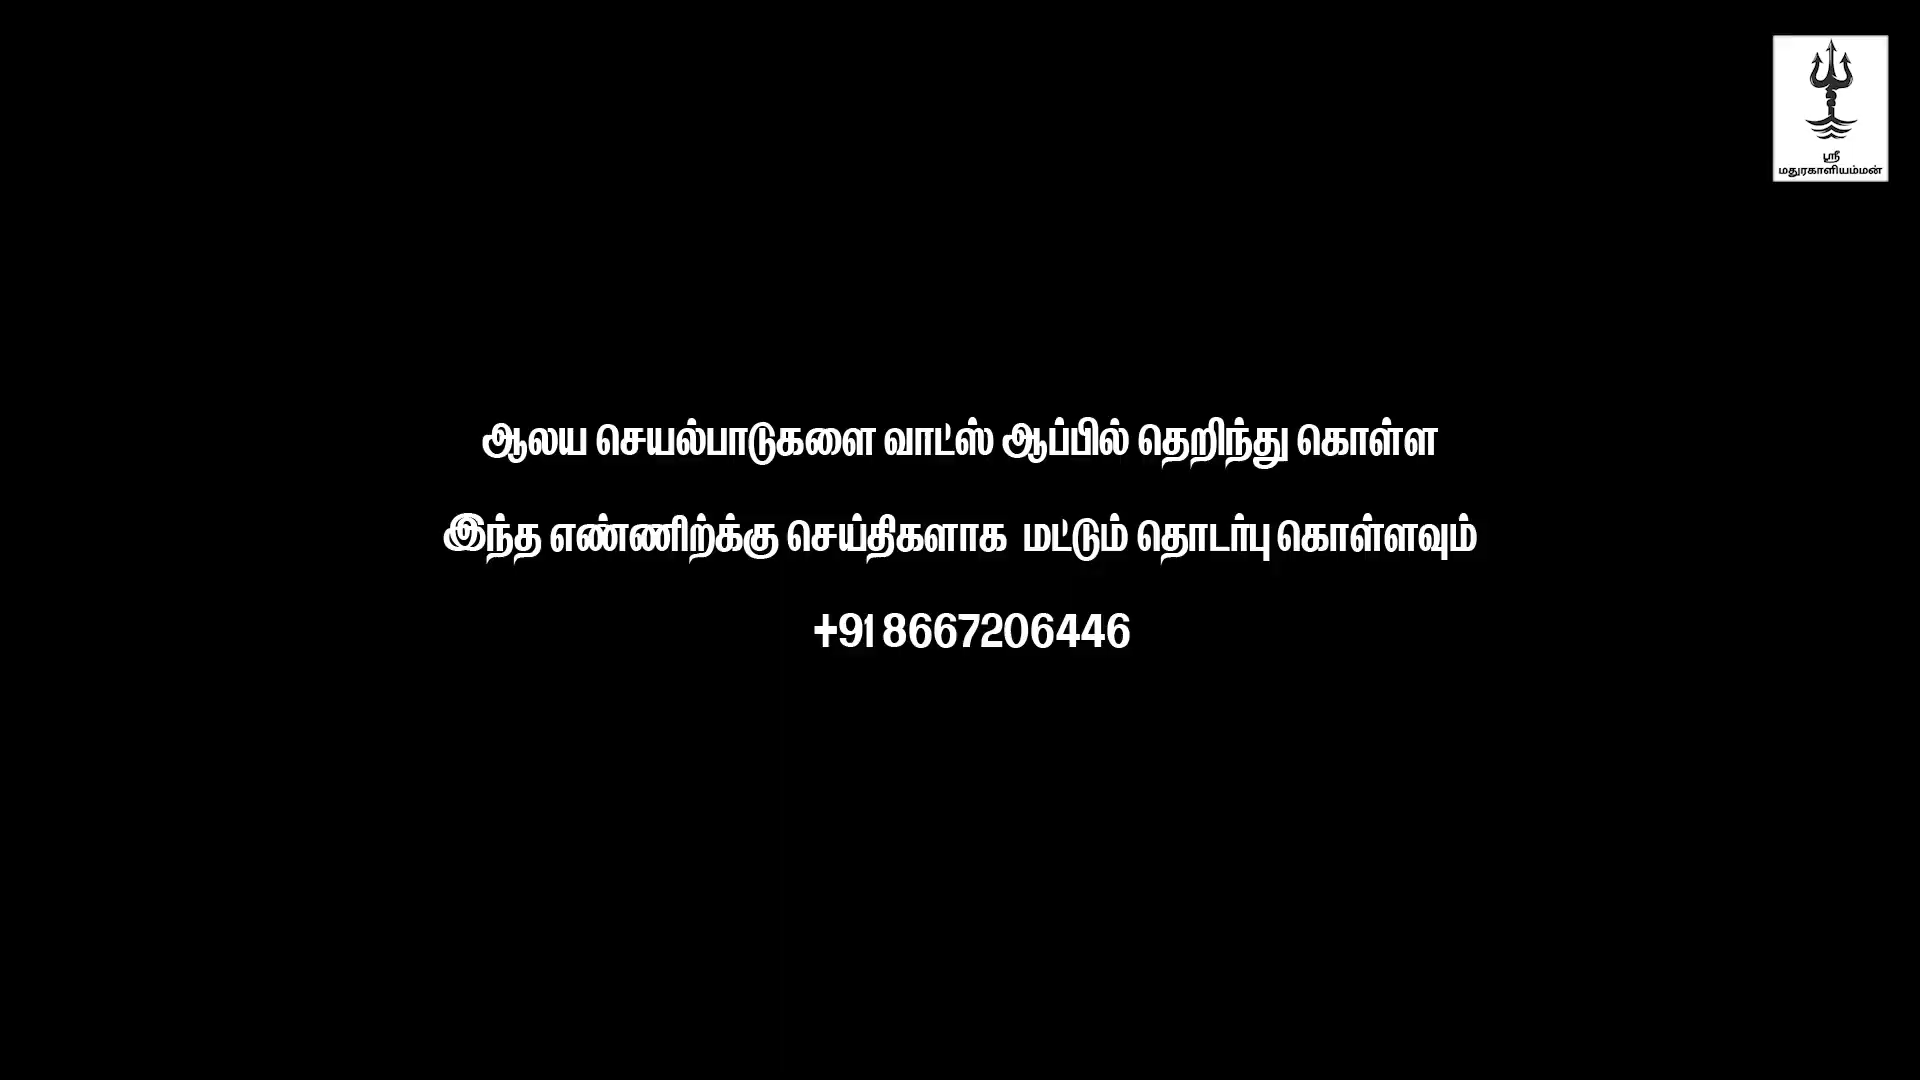 ஸ்ரீ
மதுரகாளியம்மன்
ஆலய செயல்பாடுகளை வாட்ஸ் ஆப்பில் தெறிந்து கொள்ள
இந்த எண்ணிற்க்கு செய்திகளாக மட்டும் தொடர்பு கொள்ளவும்
+91 8667206446